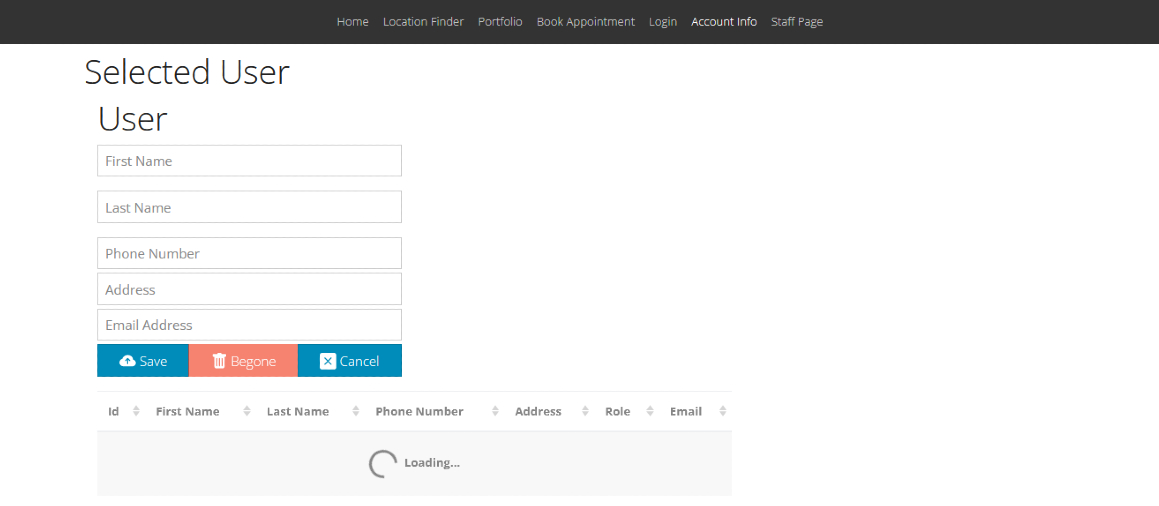 Home Location Finder Portfolio Book Appointment Login Account Info Staff Page
Selected User
User
First Name
Last Name
Phone Number
Address
Email Address
Save Begone Cancel
Id First Name Last Name Phone Number Address Role Email
Loading...